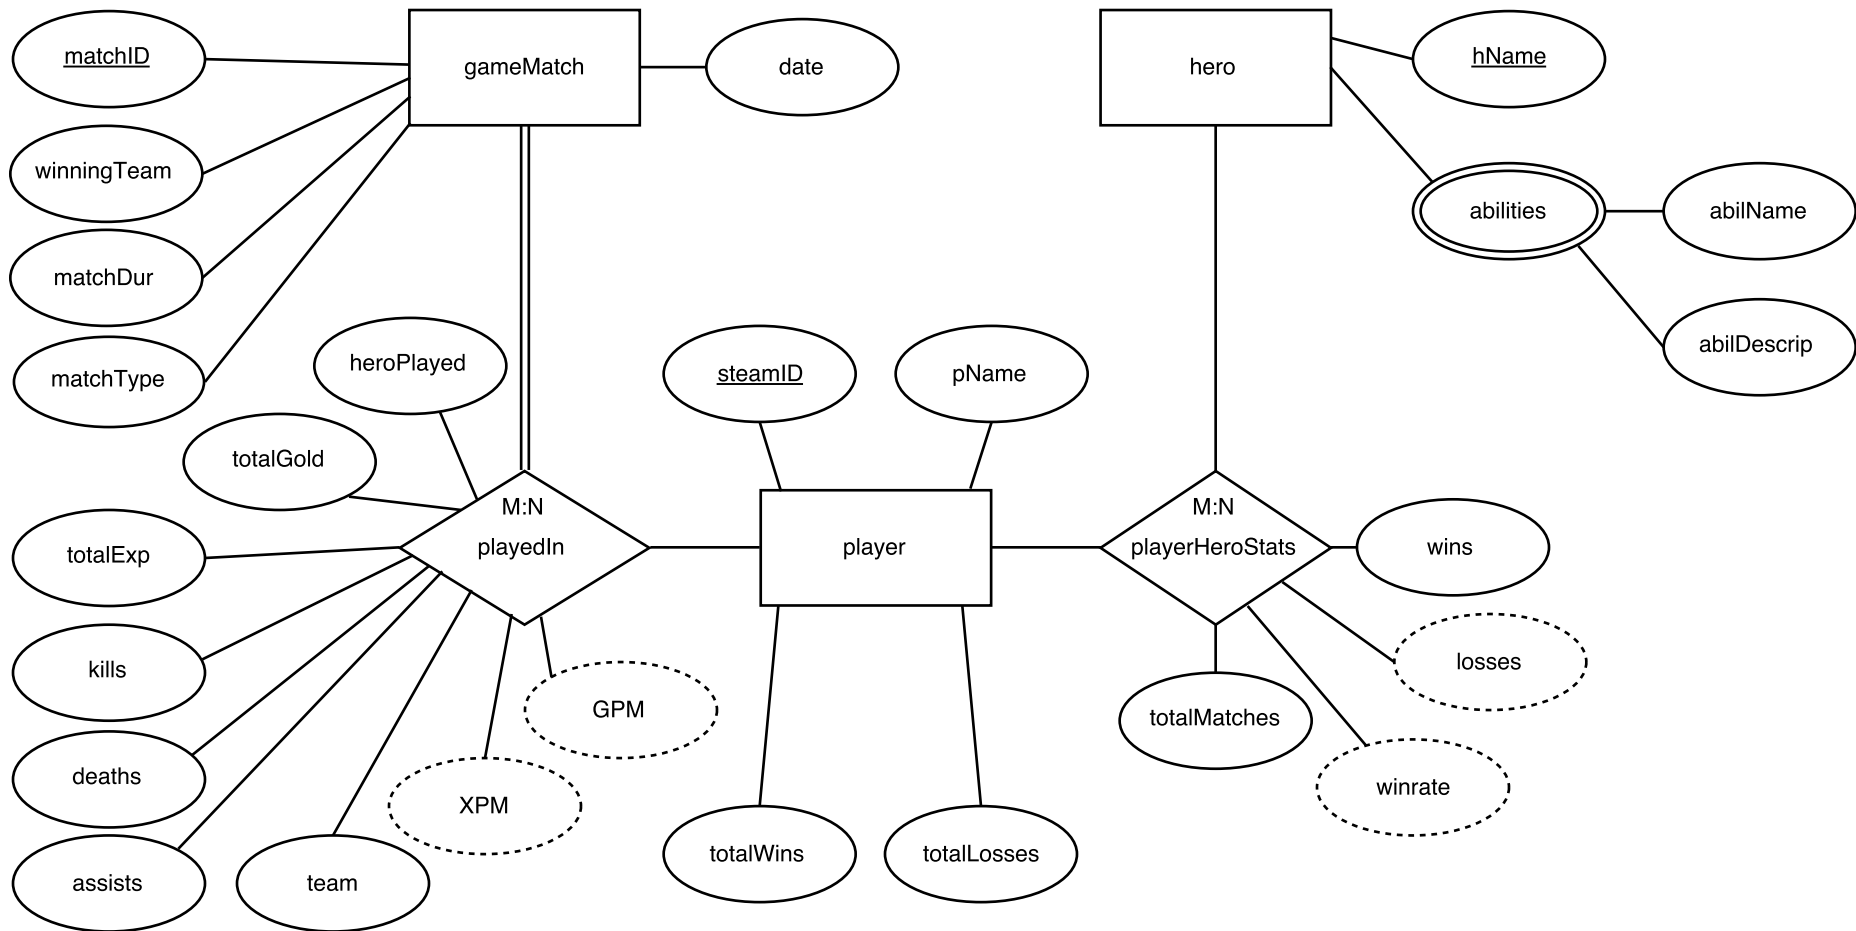 matchID
gameMatch
date
hero
hName
winningTeam
abilities
abilName
matchDur
abilDescrip
matchType
heroPlayed
steamID
pName
totalGold
M:N
playedIn
player
M:N
playerHeroStats
wins
totalExp
kills
GPM
losses
totalMatches
deaths
XPM
winrate
totalWins
totalLosses
assists
team